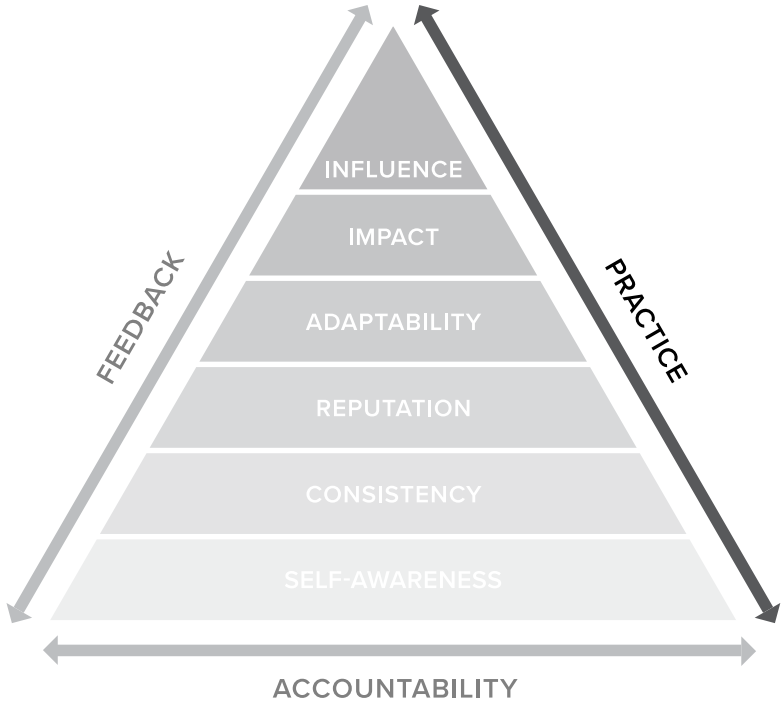 INFLUENCE
IMPACT
FEEDBACK
PRACTICE
ADAPTABILITY
REPUTATION
CONSISTENCY
SELF-AWARENESS
ACCOUNTABILITY